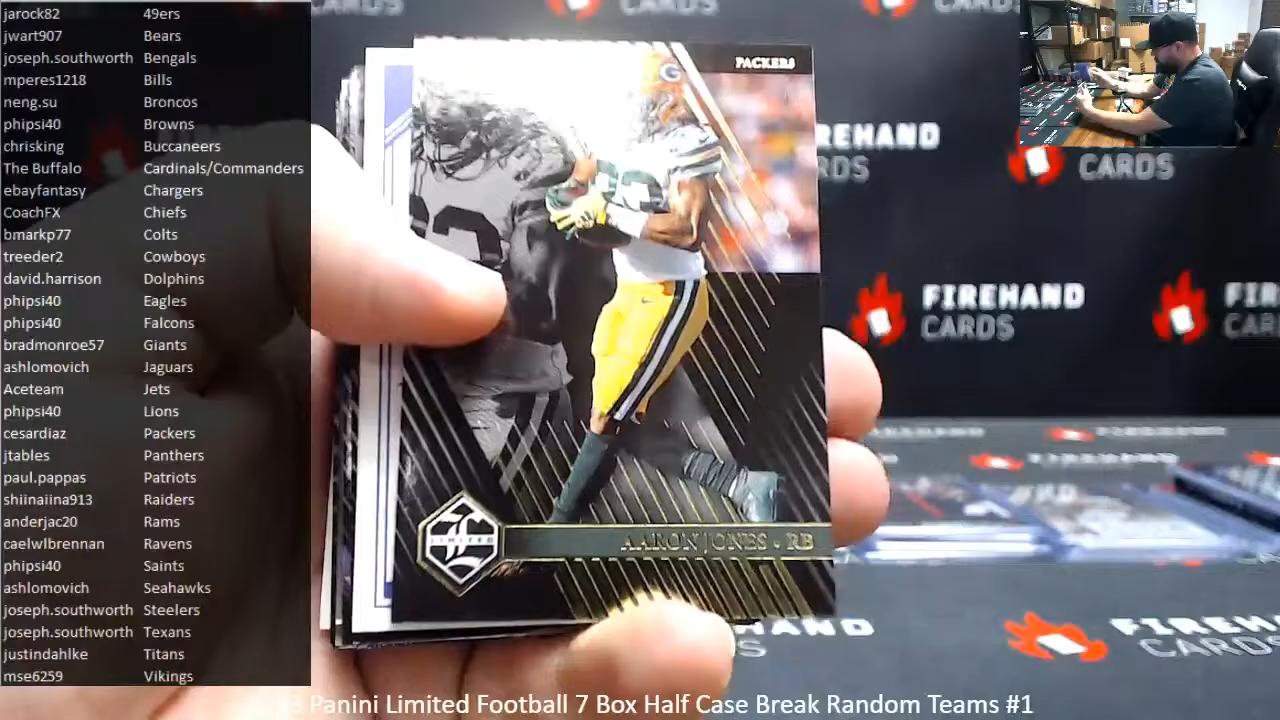 jarock82 49ers
jwart907 Bears
joseph.southworth Bengals
mperes1218 Bills
neng.su Broncos
phipsi40 Browns
chrisking Buccaneers
The Buffalo Cardinals/Commanders
ebayfantasy Chargers
CoachFX Chiefs
bmarkp77 Colts
treeder2 Cowboys
david.harrison Dolphins
phipsi40 Eagles
phipsi40 Falcons
bradmonroe57 Giants
ashlomovich Jaguars
Aceteam Jets
phipsi40 Lions
cesardiaz Packers
jtables Panthers
paul.pappas Patriots
shiinaiina913 Raiders
anderjac20 Rams
caelwlbrennan Ravens
phipsi40 Saints
ashlomovich Seahawks
joseph.southworth Steelers
joseph.southworth Texans
justindahlke Titans
mse6259 Vikings
PACKERS
LIMITED
AARON JONES - RB
CARDS
FIREHAND
CARDS
FIREHAND
CARDS
Panini Limited Football 7 Box Half Case Break Random Teams #1